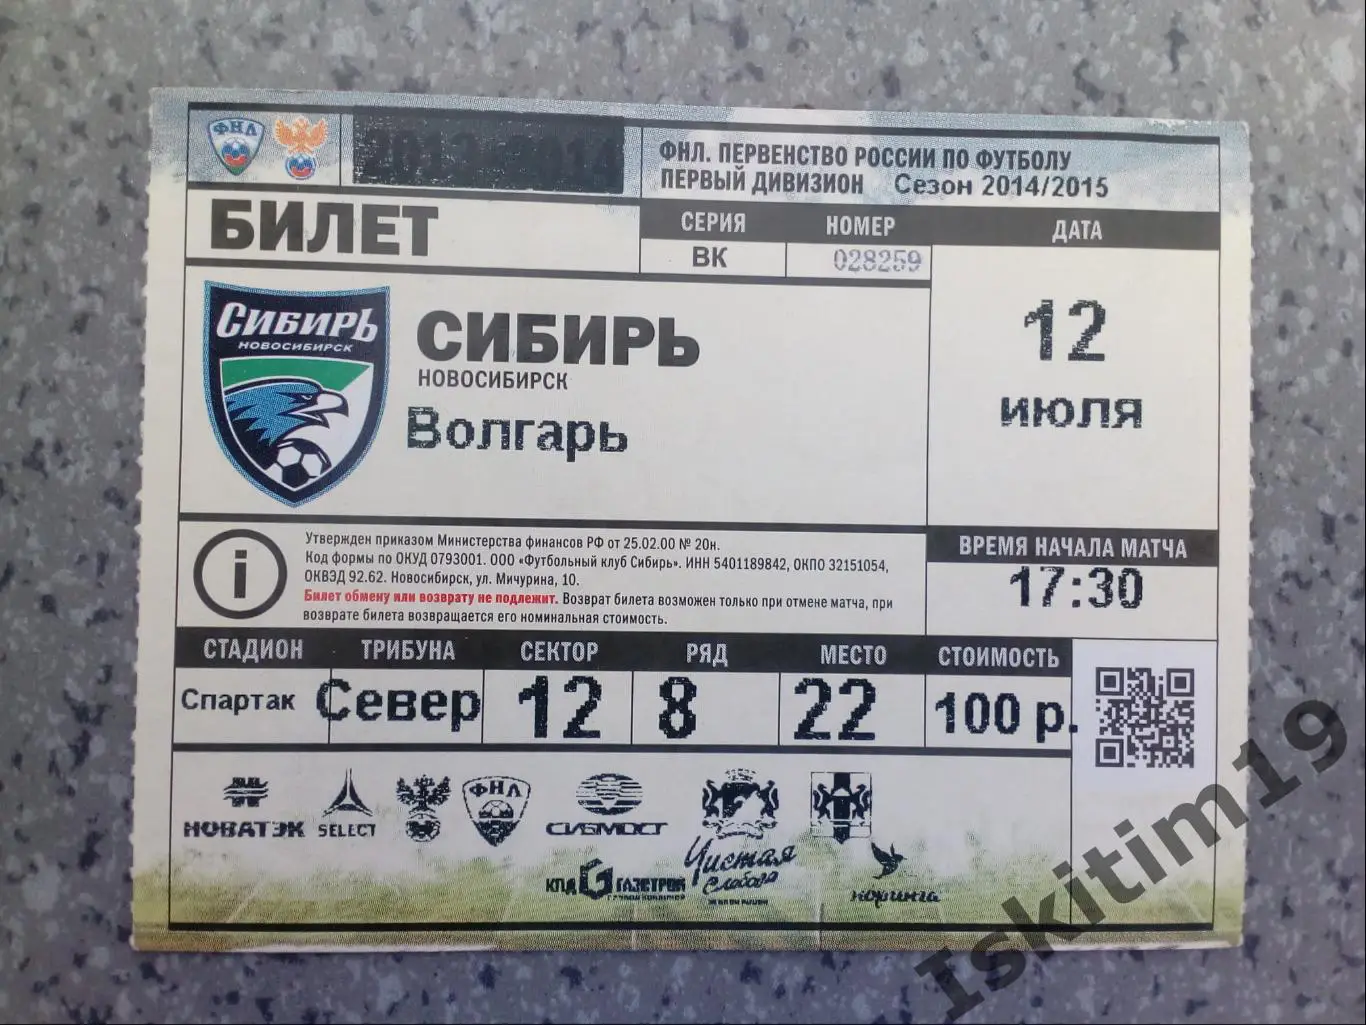 ФНЛ
2013-2014
ФНЛ. ПЕРВЕНСТВО РОССИИ ПО ФУТБОЛУ
ПЕРВЫЙ ДИВИЗИОН Сезон 2014/2015
БИЛЕТ
СЕРИЯ НОМЕР ДАТА
ВК 028259
12
июля
СИБИРЬ
НОВОСИБИРСК
СИБИРЬ
НОВОСИБИРСК
Волгарь
i
Утвержден приказом Министерства финансов РФ от 25.02.00 № 20н.
Код формы по ОКУД 0793001. ООО «Футбольный клуб Сибирь». ИНН 5401189842, ОКПО 32151054,
ОКВЭД 92.62. Новосибирск, ул. Мичурина, 10.
Билет обмену или возврату не подлежит. Возврат билета возможен только при отмене матча, при
возврате билета возвращается его номинальная стоимость.
ВРЕМЯ НАЧАЛА МАТЧА
17:30
СТАДИОН ТРИБУНА СЕКТОР РЯД МЕСТО СТОИМОСТЬ
Спартак Север 12 8 22 100 р.
НОВАТЭК SELECT ФНЛ СИБМОСТ
КПД ГАЗСТРОЙ Чистая Слобода
Iskitim19